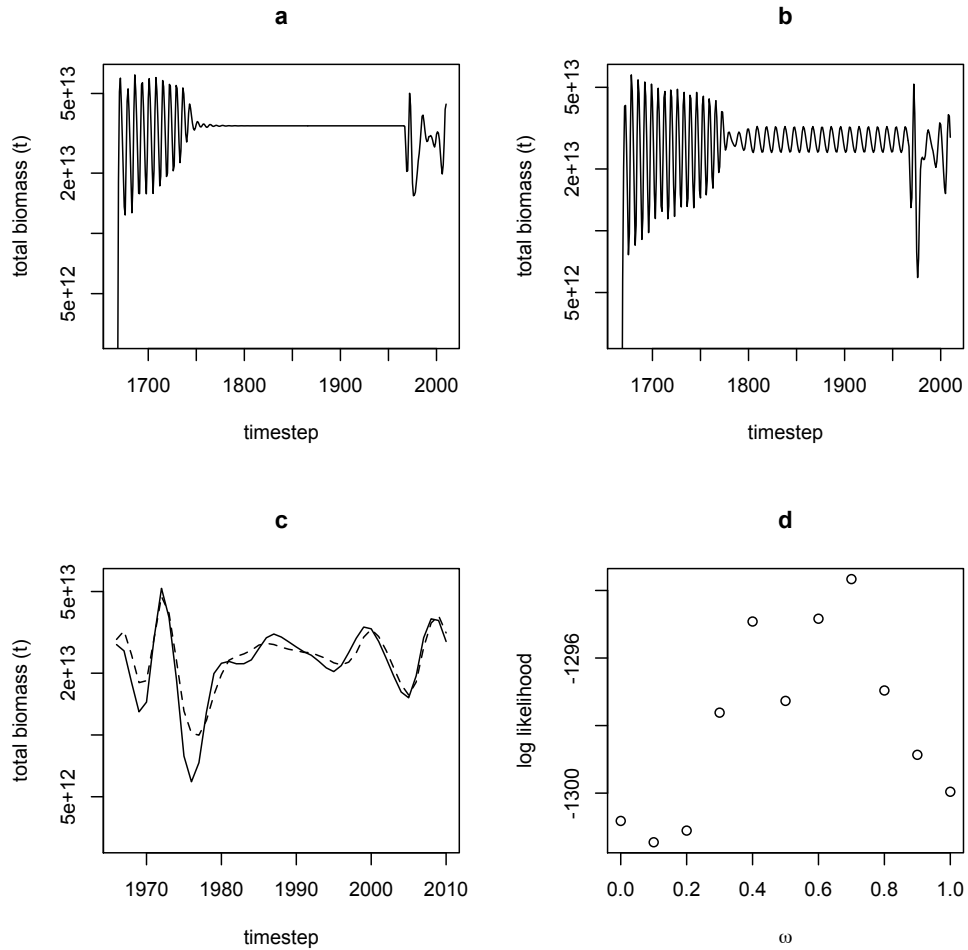 a
total biomass (t)
5e+12 2e+13 5e+13
1700 1800 1900 2000
timestep
b
total biomass (t)
5e+12 2e+13 5e+13
1700 1800 1900 2000
timestep
c
total biomass (t)
5e+12 2e+13 5e+13
1970 1980 1990 2000 2010
timestep
d
log likelihood
-1300 -1296
0.0 0.2 0.4 0.6 0.8 1.0
ω